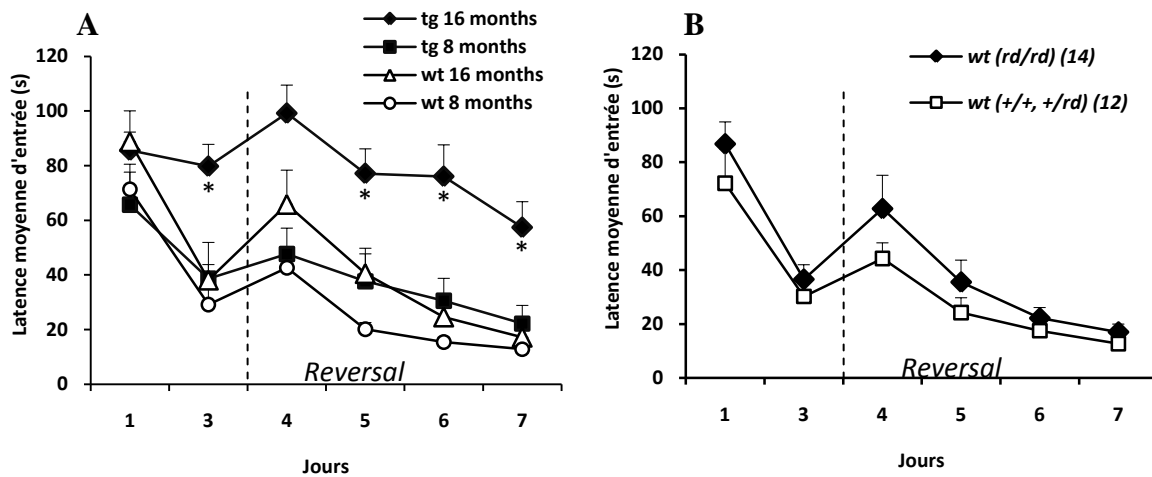 A
tg 16 months
tg 8 months
wt 16 months
wt 8 months
Latence moyenne d'entrée (s)
120
100
80
60
40
20
0
*
*
*
*
Reversal
1 3 4 5 6 7
Jours
B
wt (rd/rd) (14)
wt (+/+, +/rd) (12)
Latence moyenne d'entrée (s)
120
100
80
60
40
20
0
Reversal
1 3 4 5 6 7
Jours